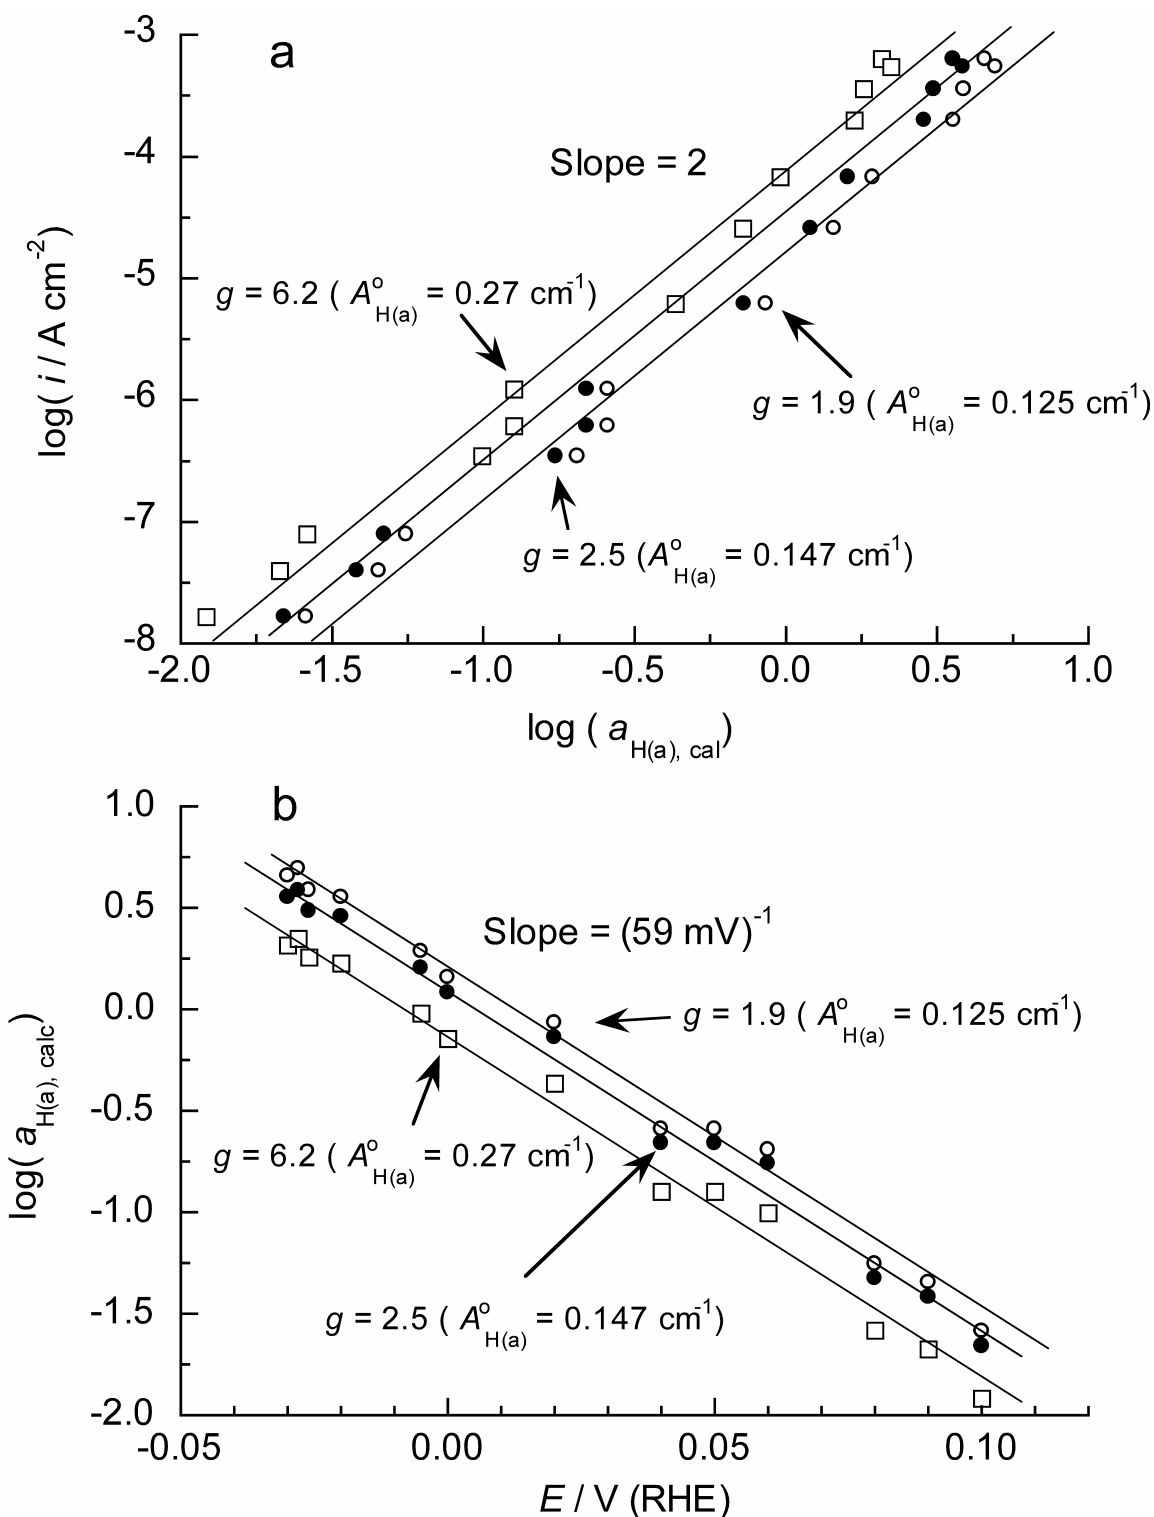 a
-3
-4
-5
-6
-7
-8
log( i / A cm-2)
Slope = 2
g = 6.2 ( AoH(a) = 0.27 cm-1)
g = 1.9 ( AoH(a) = 0.125 cm-1)
g = 2.5 (AoH(a) = 0.147 cm-1)
-2.0 -1.5 -1.0 -0.5 0.0 0.5 1.0
log ( aH(a), cal)
b
1.0
0.5
0.0
-0.5
-1.0
-1.5
-2.0
log( aH(a), calc)
Slope = (59 mV)-1
g = 1.9 ( AoH(a) = 0.125 cm-1)
g = 6.2 ( AoH(a) = 0.27 cm-1)
g = 2.5 ( AoH(a) = 0.147 cm-1)
-0.05 0.00 0.05 0.10
E / V (RHE)